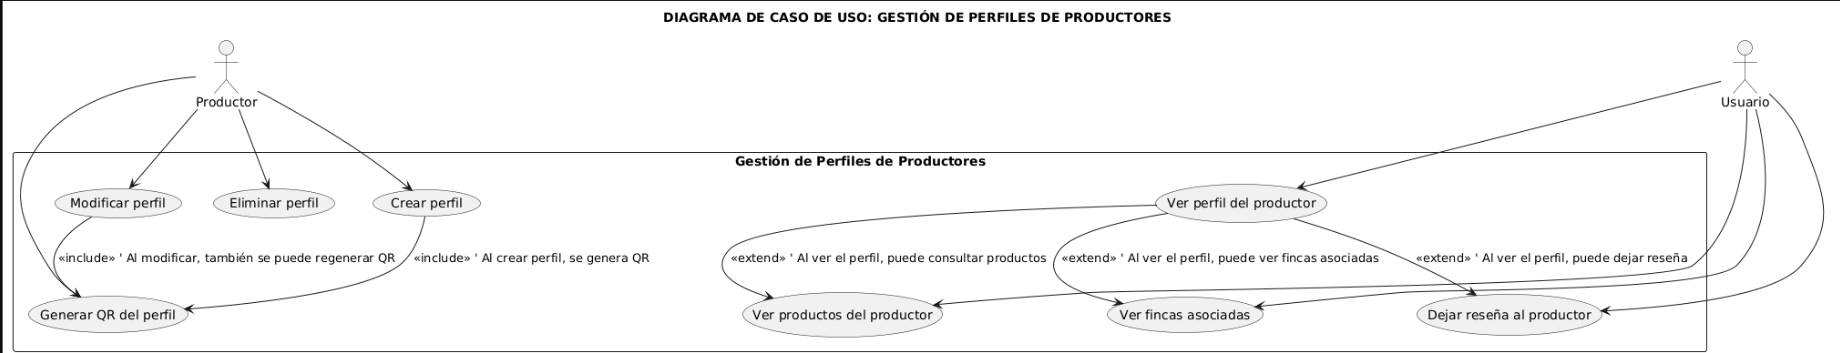 DIAGRAMA DE CASO DE USO: GESTIÓN DE PERFILES DE PRODUCTORES
Productor
Usuario
Gestión de Perfiles de Productores
Modificar perfil
Eliminar perfil
Crear perfil
Ver perfil del productor
«include» ' Al modificar, también se puede regenerar QR
«include» ' Al crear perfil, se genera QR
«extend» ' Al ver el perfil, puede consultar productos
«extend» ' Al ver el perfil, puede ver fincas asociadas
«extend» ' Al ver el perfil, puede dejar reseña
Generar QR del perfil
Ver productos del productor
Ver fincas asociadas
Dejar reseña al productor